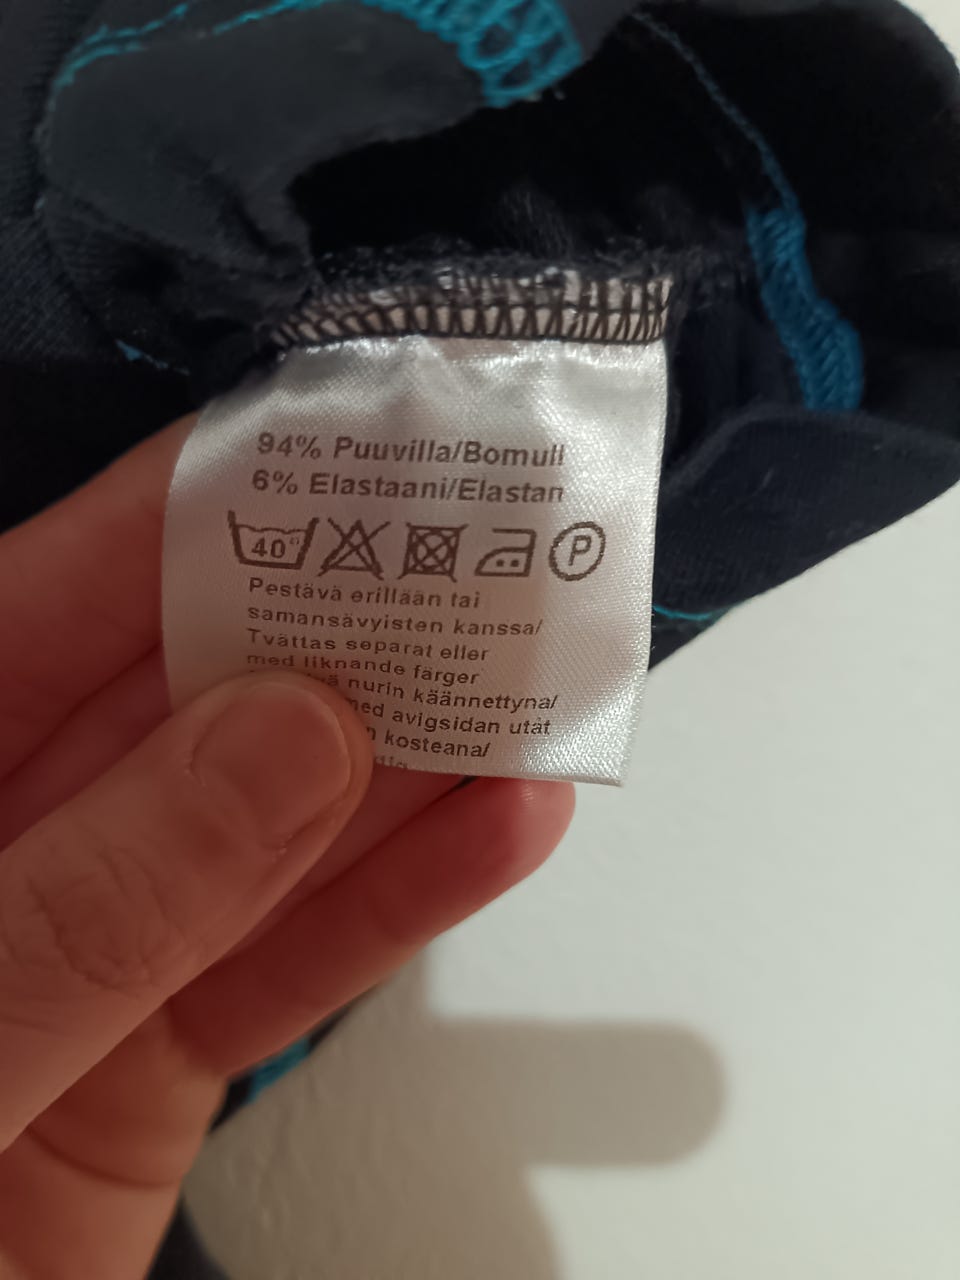 94% Puuvilla/Bomull
6% Elastaani/Elastan
40° P
Pestävä erillään tai
samansävyisten kanssa/
Tvättas separat eller
med liknande färger
nurin käännettyna/
med avigsidan utåt
kosteana/